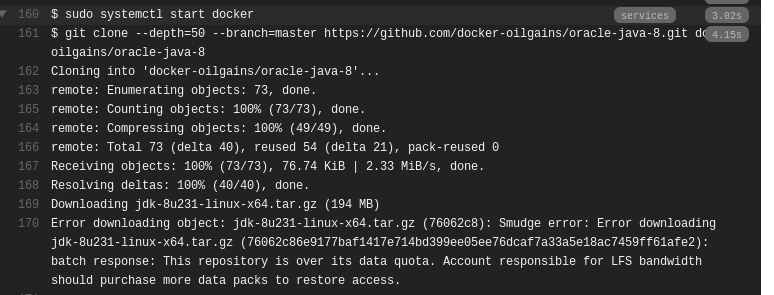 160 $ sudo systemctl start docker services 3.02s
161 $ git clone --depth=50 --branch=master https://github.com/docker-oilgains/oracle-java-8.git 4.15s
oilgains/oracle-java-8
162 Cloning into 'docker-oilgains/oracle-java-8'...
163 remote: Enumerating objects: 73, done.
165 remote: Counting objects: 100% (73/73), done.
164 remote: Compressing objects: 100% (49/49), done.
166 remote: Total 73 (delta 40), reused 54 (delta 21), pack-reused 0
167 Receiving objects: 100% (73/73), 76.74 KiB | 2.33 MiB/s, done.
168 Resolving deltas: 100% (40/40), done.
169 Downloading jdk-8u231-linux-x64.tar.gz (194 MB)
170 Error downloading object: jdk-8u231-linux-x64.tar.gz (76062c8): Smudge error: Error downloading
jdk-8u231-linux-x64.tar.gz (76062c86e9177baf1417e714bd399ee05ee76dcaf7a33a5e18ac7459ff61afe2):
batch response: This repository is over its data quota. Account responsible for LFS bandwidth
should purchase more data packs to restore access.